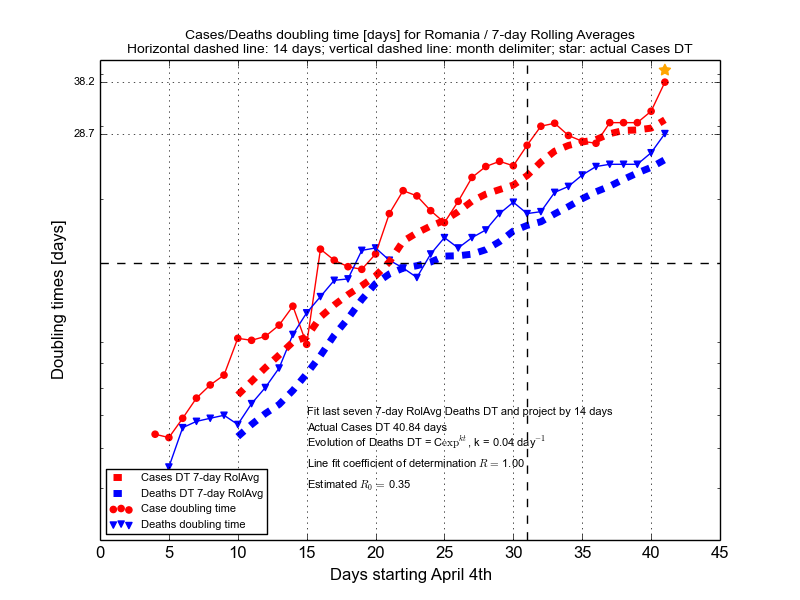 Cases/Deaths doubling time [days] for Romania / 7-day Rolling Averages
Horizontal dashed line: 14 days; vertical dashed line: month delimiter; star: actual Cases DT
38.2
28.7
Doubling times [days]
Fit last seven 7-day RolAvg Deaths DT and project by 14 days
Actual Cases DT 40.84 days
Evolution of Deaths DT = Cexp^{kt}, k = 0.04 day^{-1}
Line fit coefficient of determination R = 1.00
Estimated R_0 = 0.35
Cases DT 7-day RolAvg
Deaths DT 7-day RolAvg
Case doubling time
Deaths doubling time
0 5 10 15 20 25 30 35 40 45
Days starting April 4th